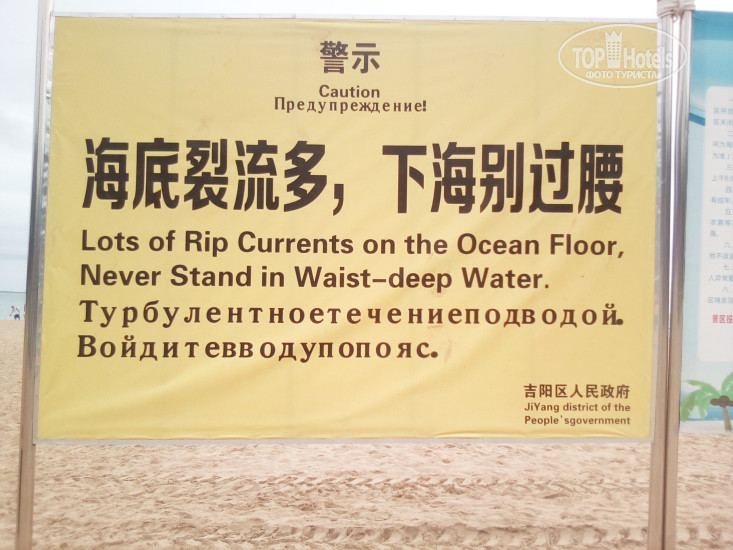 警示
Caution
Предупреждение!
海底裂流多，下海别过腰
Lots of Rip Currents on the Ocean Floor,
Never Stand in Waist-deep Water.
Турбулентноетечениеподводой.
Войдитевводупопояс.
吉阳区人民政府
JiYang district of the
People'sgovernment
TOPHotels
ФОТО ТУРИСТА